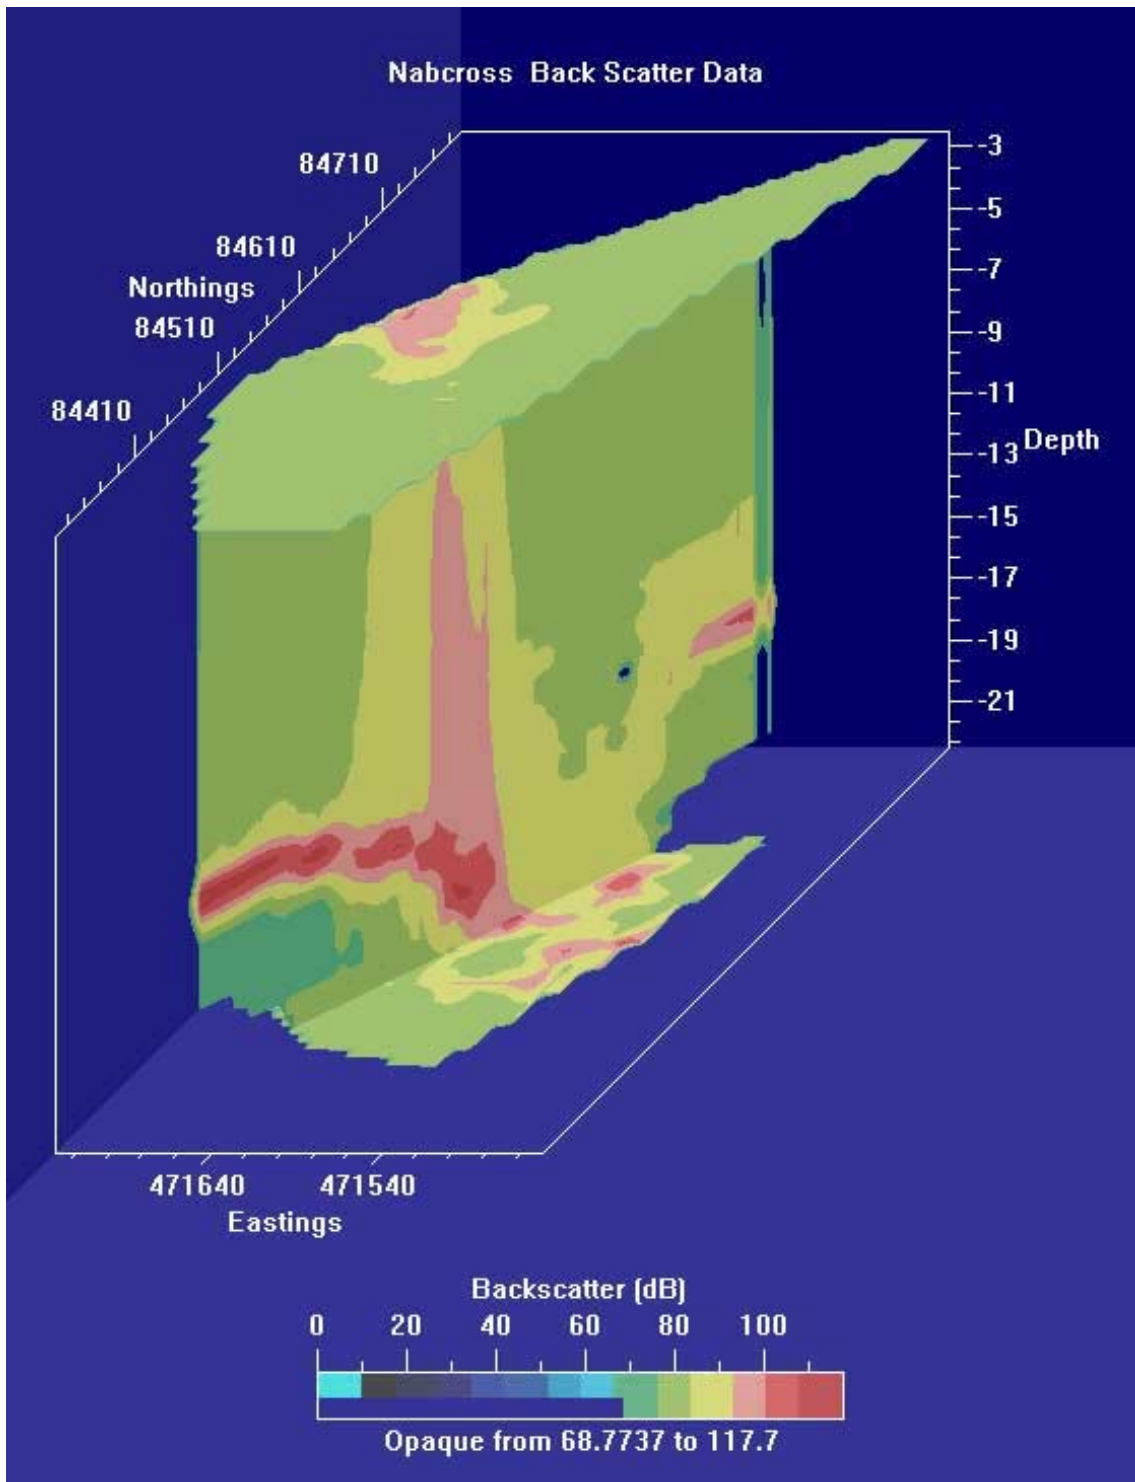 Nabcross Back Scatter Data
84710
84610
Northings
84510
84410
-3
-5
-7
-9
-11
-13
Depth
-15
-17
-19
-21
471640 471540
Eastings
Backscatter (dB)
0 20 40 60 80 100
Opaque from 68.7737 to 117.7